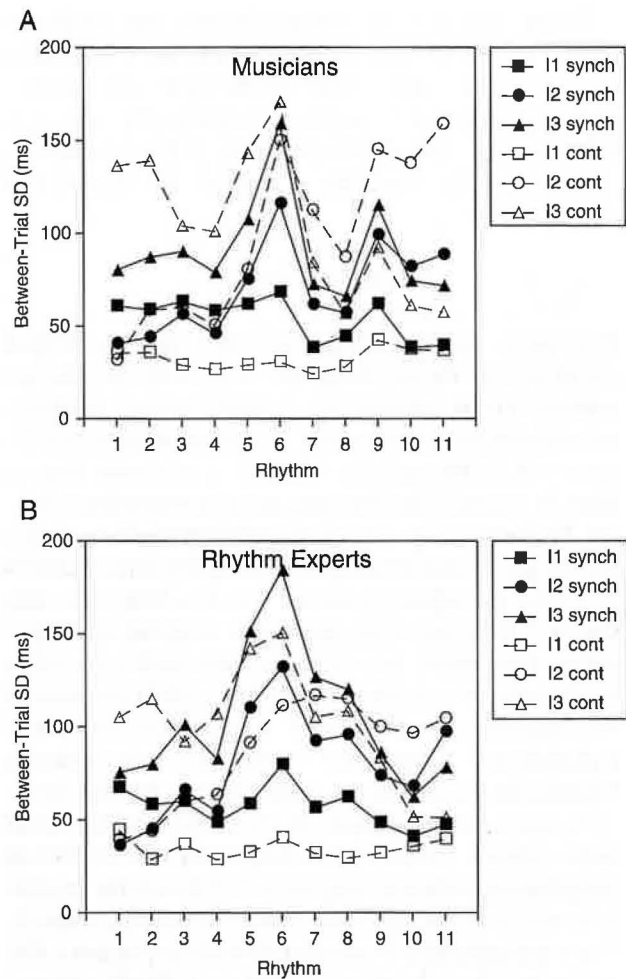 A
Musicians
Between-Trial SD (ms)
200
150
100
50
0
1 2 3 4 5 6 7 8 9 10 11
Rhythm
I1 synch
I2 synch
I3 synch
I1 cont
I2 cont
I3 cont
B
Rhythm Experts
Between-Trial SD (ms)
200
150
100
50
0
1 2 3 4 5 6 7 8 9 10 11
Rhythm
I1 synch
I2 synch
I3 synch
I1 cont
I2 cont
I3 cont